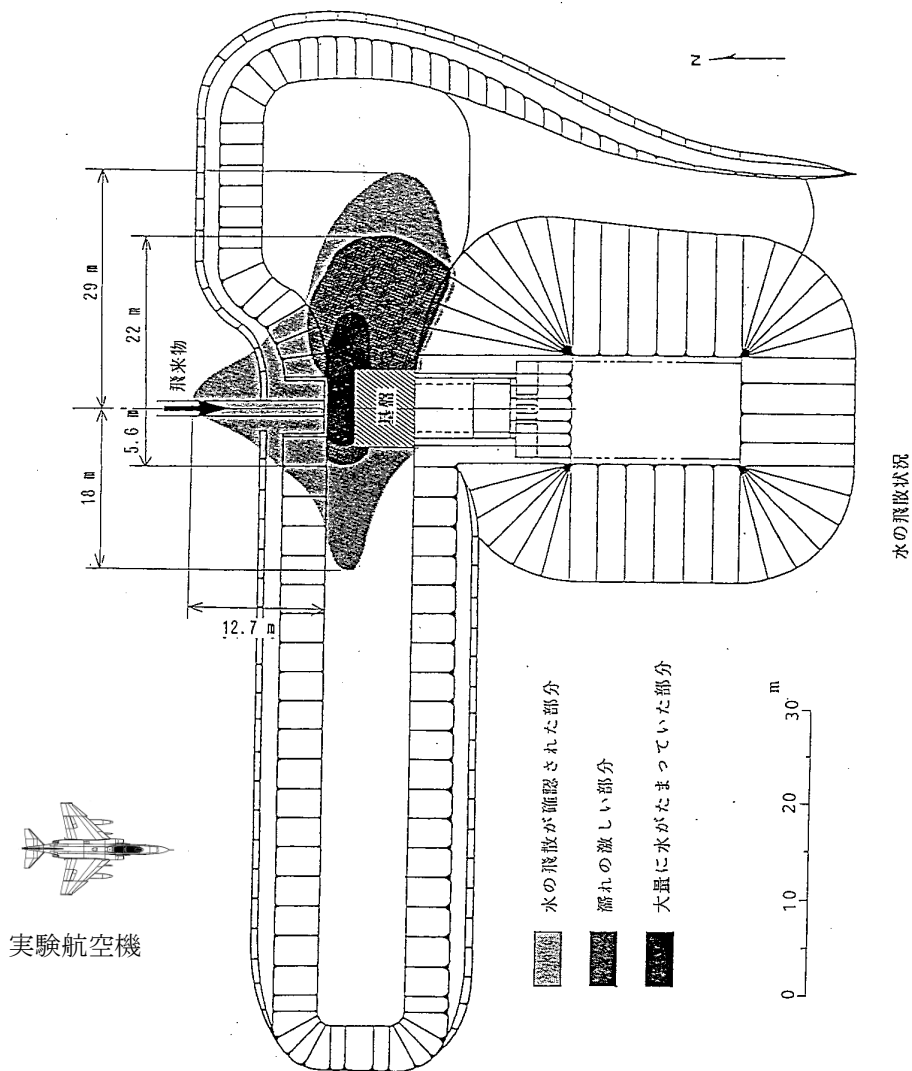 N
29 m
22 m
飛来物
5.6 m
18 m
12.7 m
基盤
実験航空機
水の飛散が確認された部分
濡れの激しい部分
大量に水がたまっていた部分
0 10 20 30 m
水の飛散状況